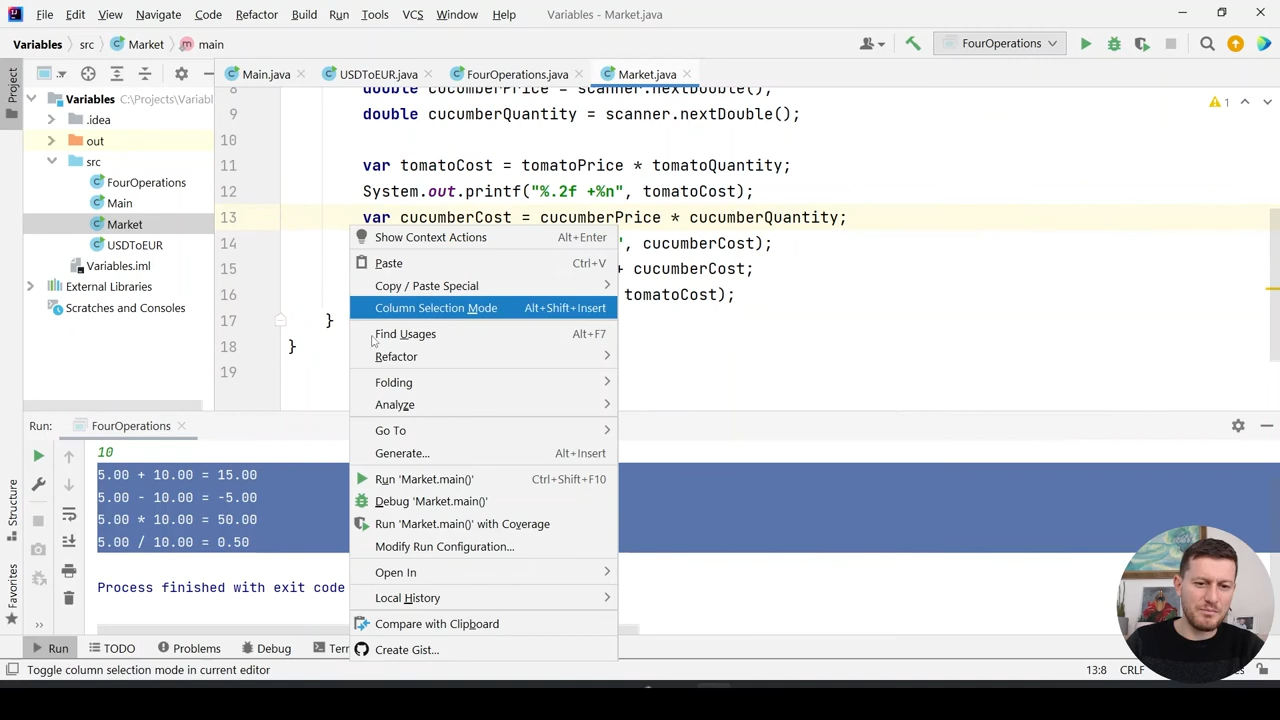 File Edit View Navigate Code Refactor Build Run Tools VCS Window Help Variables - Market.java
Variables src Market main FourOperations
Project
Main.java USDToEUR.java FourOperations.java Market.java
Variables C:\Projects\Variabl
.idea
out
src
FourOperations
Main
Market
USDToEUR
Variables.iml
External Libraries
Scratches and Consoles
8 double cucumberPrice = scanner.nextDouble();
9 double cucumberQuantity = scanner.nextDouble();
10
11 var tomatoCost = tomatoPrice * tomatoQuantity;
12 System.out.printf("%.2f +%n", tomatoCost);
13 var cucumberCost = cucumberPrice * cucumberQuantity;
14 ", cucumberCost);
15 + cucumberCost;
16 tomatoCost);
17 }
18 }
19
1
Show Context Actions Alt+Enter
Paste Ctrl+V
Copy / Paste Special
Column Selection Mode Alt+Shift+Insert
Find Usages Alt+F7
Refactor
Folding
Analyze
Go To
Generate... Alt+Insert
Run 'Market.main()' Ctrl+Shift+F10
Debug 'Market.main()'
Run 'Market.main()' with Coverage
Modify Run Configuration...
Open In
Local History
Compare with Clipboard
Create Gist...
Run: FourOperations
10
5.00 + 10.00 = 15.00
5.00 - 10.00 = -5.00
5.00 * 10.00 = 50.00
5.00 / 10.00 = 0.50
Process finished with exit code
Structure
Favorites
Run TODO Problems Debug Terr
Toggle column selection mode in current editor 13:8 CRLF